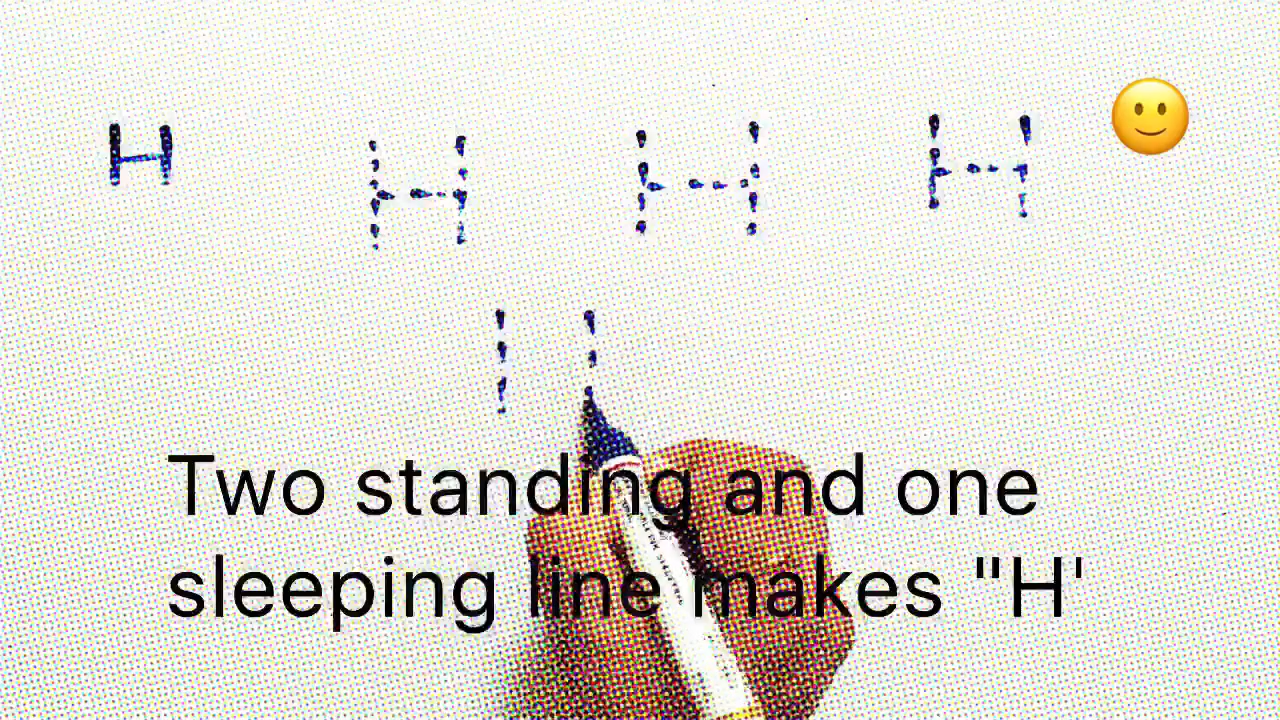 H H H H
Two standing and one
sleeping line makes "H'